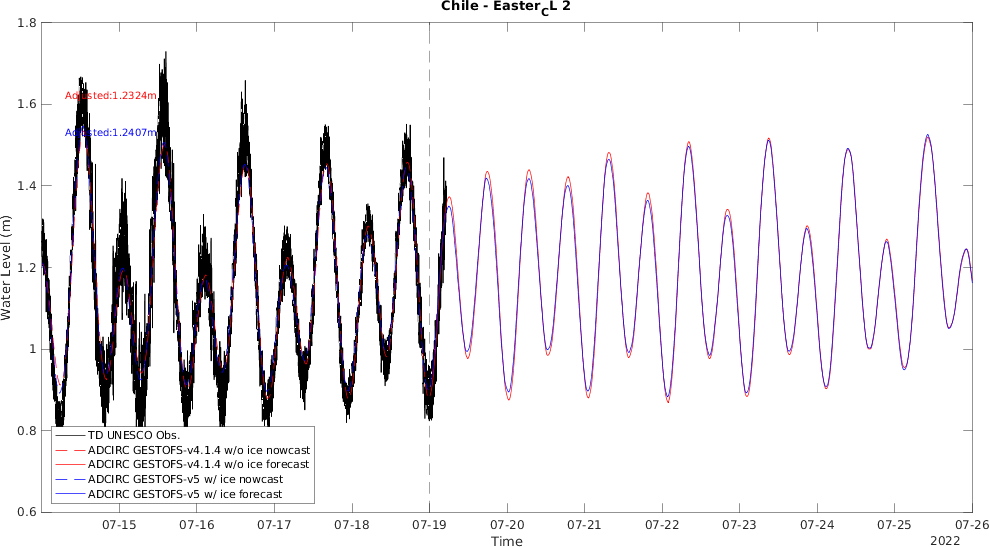 Chile - Easter_CL 2
1.8
1.6
1.4
1.2
1
0.8
0.6
Water Level (m)
Adjusted:1.2324m
Adjusted:1.2407m
TD UNESCO Obs.
ADCIRC GESTOFS-v4.1.4 w/o ice nowcast
ADCIRC GESTOFS-v4.1.4 w/o ice forecast
ADCIRC GESTOFS-v5 w/ ice nowcast
ADCIRC GESTOFS-v5 w/ ice forecast
07-15 07-16 07-17 07-18 07-19 07-20 07-21 07-22 07-23 07-24 07-25 07-26
Time
2022